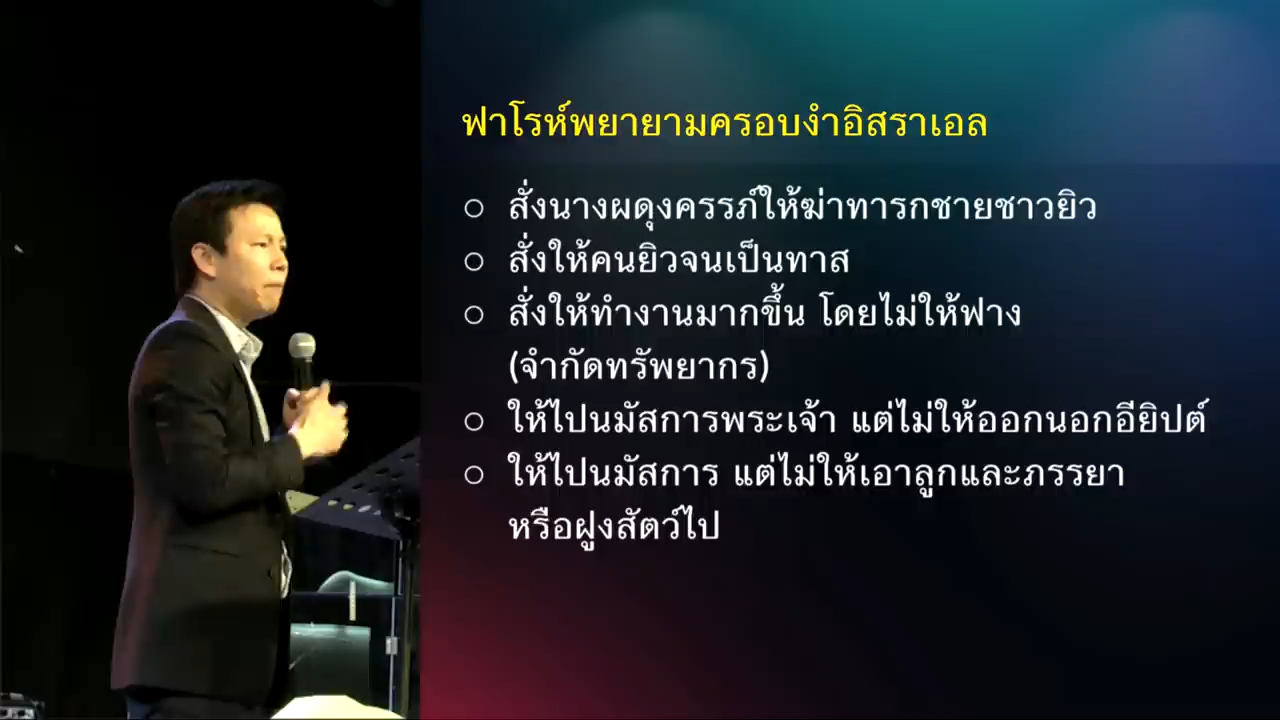 ฟาโรห์พยายามครอบงำอิสราเอล
○ สั่งนางผดุงครรภ์ให้ฆ่าทารกชายชาวยิว
○ สั่งให้คนยิวจนเป็นทาส
○ สั่งให้ทำงานมากขึ้น โดยไม่ให้ฟาง
(จำกัดทรัพยากร)
○ ให้ไปนมัสการพระเจ้า แต่ไม่ให้ออกนอกอียิปต์
○ ให้ไปนมัสการ แต่ไม่ให้เอาลูกและภรรยา
หรือฝูงสัตว์ไป